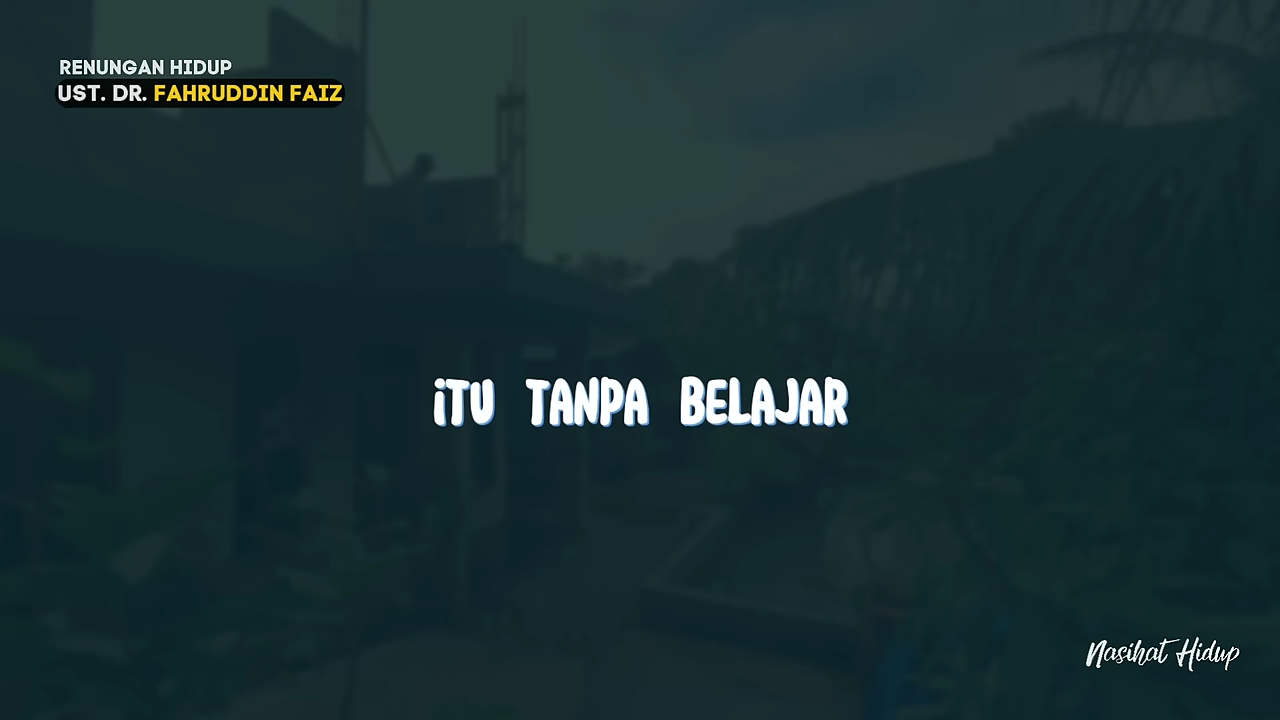 RENUNGAN HIDUP
UST. DR. FAHRUDDIN FAIZ
iTU TANPA BELAJAR
Nasihat Hidup